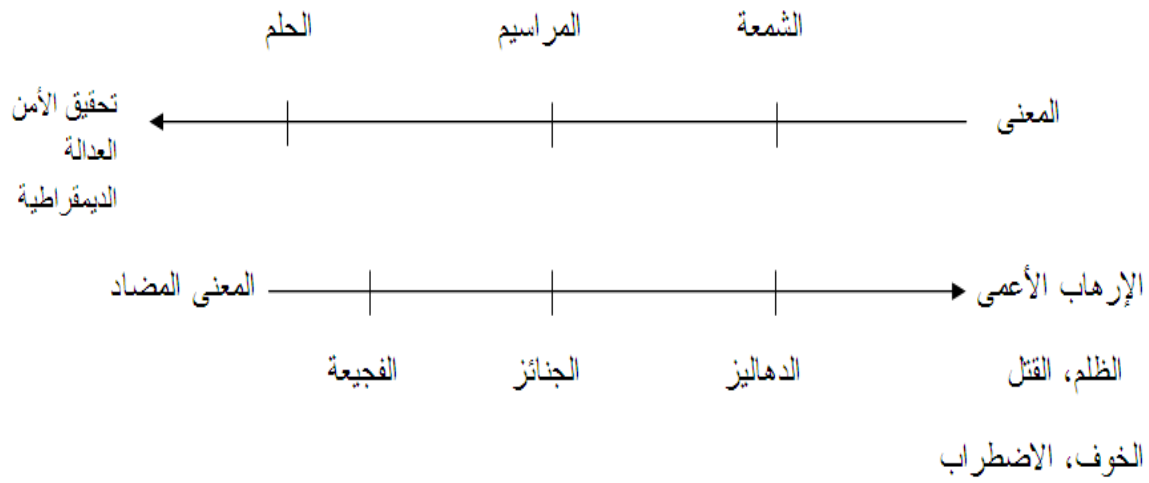 الشمعة المراسيم الحلم
المعنى تحقيق الأمن
العدالة
الديمقراطية
الإرهاب الأعمى المعنى المضاد
الظلم، القتل الدهاليز الجنائز الفجيعة
الخوف، الاضطراب